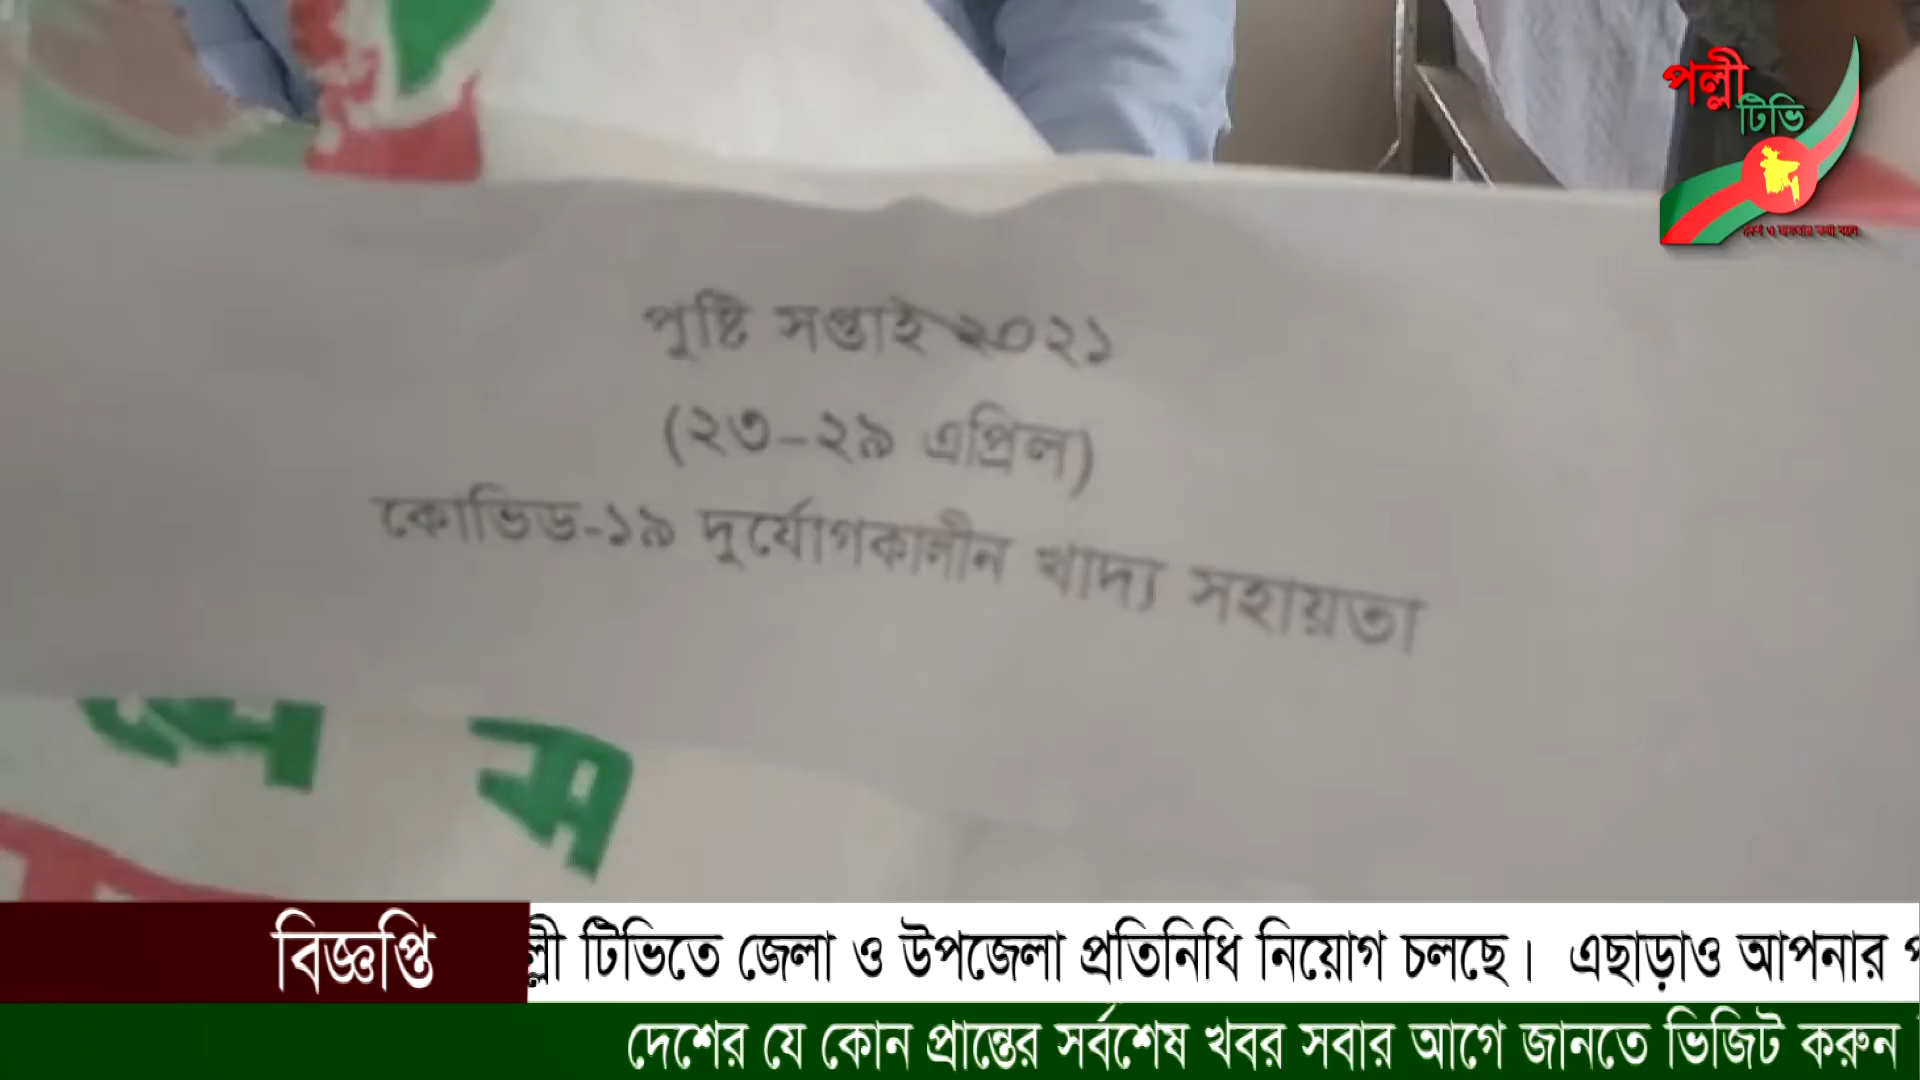 পল্লী
টিভি
পুষ্টি সপ্তাহ ২০২১
(২৩-২৯ এপ্রিল)
কোভিড-১৯ দুর্যোগকালীন খাদ্য সহায়তা
বিজ্ঞপ্তি
ল্লী টিভিতে জেলা ও উপজেলা প্রতিনিধি নিয়োগ চলছে। এছাড়াও আপনার
দেশের যে কোন প্রান্তের সর্বশেষ খবর সবার আগে জানতে ভিজিট করুন